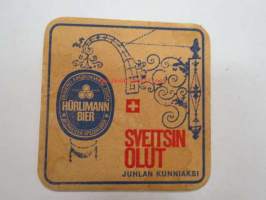 HÜRLIMANN
BIER
SVEITSIN
OLUT
JUHLAN KUNNIAKSI